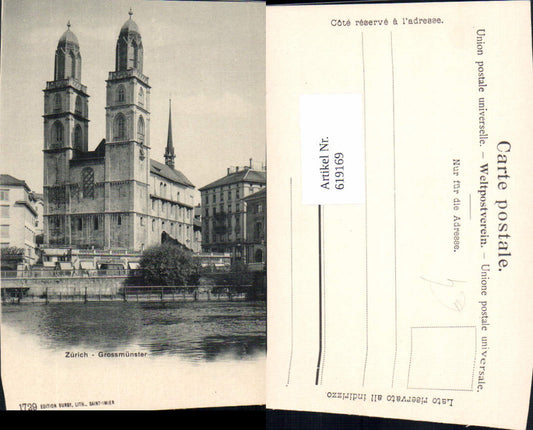 Zürich - Grossmünster
1729 EDITION BURGY, LITH., SAINT-IMIER
Côté réservé à l'adresse.
Artikel Nr.
619169
Carte postale.
Union postale universelle. – Weltpostverein. – Unione postale universale.
Nur für die Adresse.
Lato riservato all indirizzo